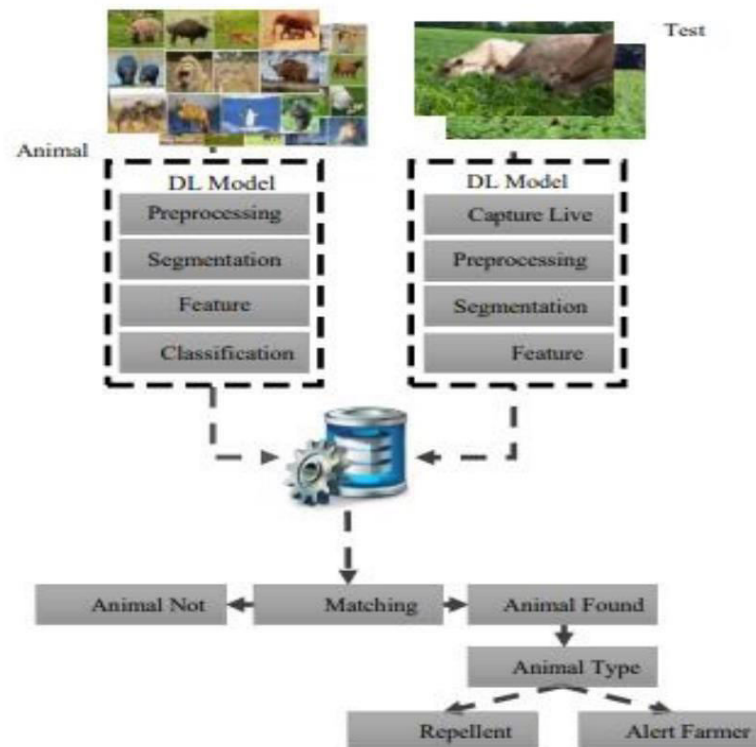 Test
Animal
DL Model
Preprocessing
Segmentation
Feature
Classification
DL Model
Capture Live
Preprocessing
Segmentation
Feature
Animal Not
Matching
Animal Found
Animal Type
Repellent
Alert Farmer